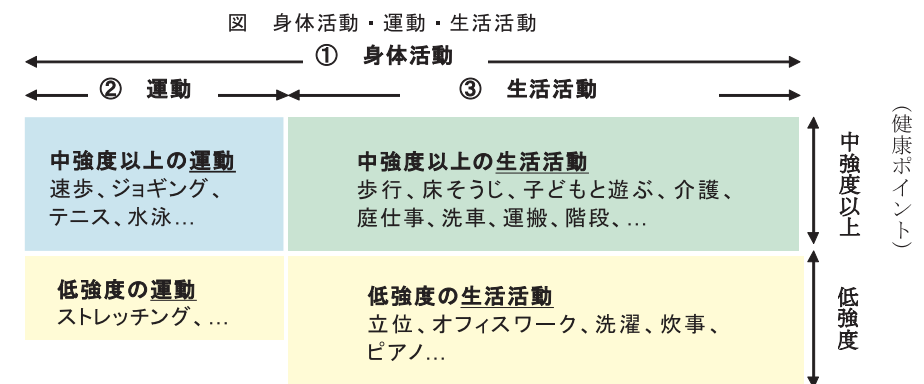 図　身体活動・運動・生活活動
① 身体活動
② 運動
③ 生活活動
中強度以上の運動
速歩、ジョギング、
テニス、水泳…
中強度以上の生活活動
歩行、床そうじ、子どもと遊ぶ、介護、
庭仕事、洗車、運搬、階段、…
中強度以上
（健康ポイント）
低強度の運動
ストレッチング、…
低強度の生活活動
立位、オフィスワーク、洗濯、炊事、
ピアノ…
低強度